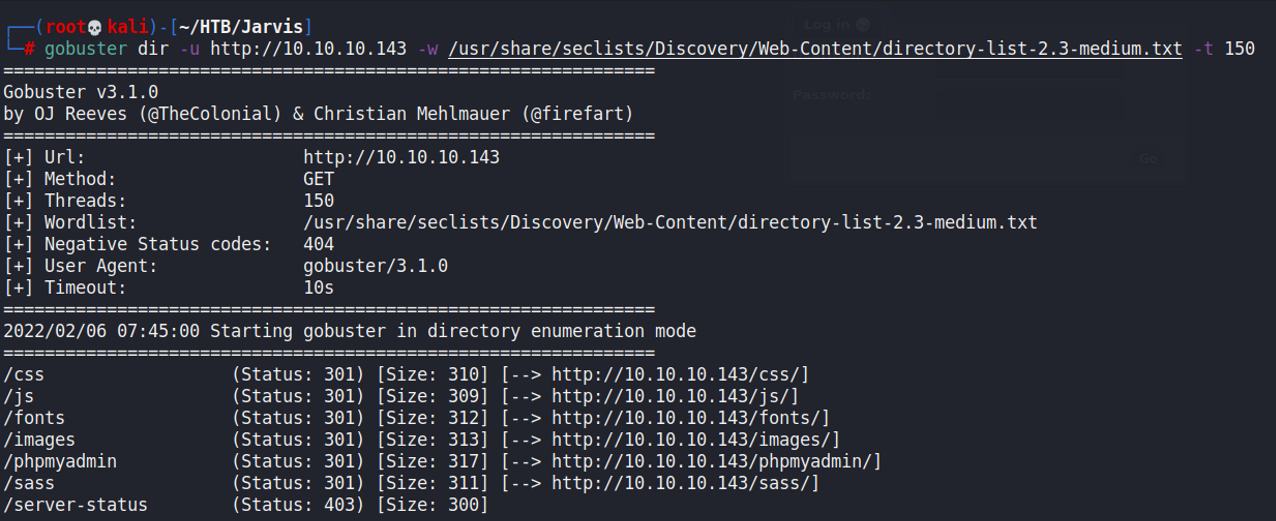 ┌──(root💀kali)-[~/HTB/Jarvis]
└─# gobuster dir -u http://10.10.10.143 -w /usr/share/seclists/Discovery/Web-Content/directory-list-2.3-medium.txt -t 150
===============================================================
Gobuster v3.1.0
by OJ Reeves (@TheColonial) & Christian Mehlmauer (@firefart)
===============================================================
[+] Url:                     http://10.10.10.143
[+] Method:                  GET
[+] Threads:                 150
[+] Wordlist:                /usr/share/seclists/Discovery/Web-Content/directory-list-2.3-medium.txt
[+] Negative Status codes:   404
[+] User Agent:              gobuster/3.1.0
[+] Timeout:                 10s
===============================================================
2022/02/06 07:45:00 Starting gobuster in directory enumeration mode
===============================================================
/css                  (Status: 301) [Size: 310] [--> http://10.10.10.143/css/]
/js                   (Status: 301) [Size: 309] [--> http://10.10.10.143/js/]
/fonts                (Status: 301) [Size: 312] [--> http://10.10.10.143/fonts/]
/images               (Status: 301) [Size: 313] [--> http://10.10.10.143/images/]
/phpmyadmin           (Status: 301) [Size: 317] [--> http://10.10.10.143/phpmyadmin/]
/sass                 (Status: 301) [Size: 311] [--> http://10.10.10.143/sass/]
/server-status        (Status: 403) [Size: 300]
Log in
Password:
Go